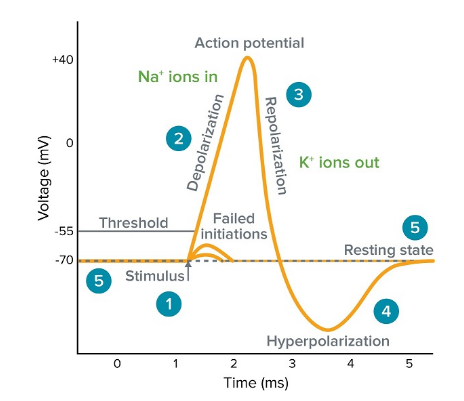 Action potential
+40
Na⁺ ions in
3
2
Depolarization
Repolarization
0
K⁺ ions out
Voltage (mV)
Threshold
Failed
initiations
5
-55
Resting state
-70
5
Stimulus
1
4
Hyperpolarization
0 1 2 3 4 5
Time (ms)